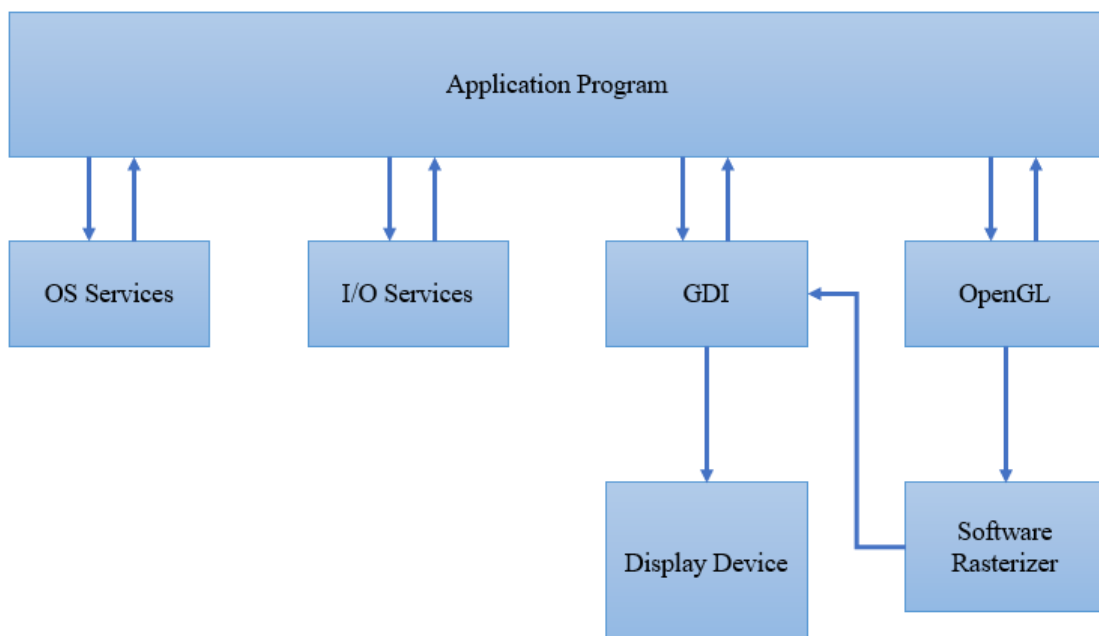 Application Program
OS Services
I/O Services
GDI
OpenGL
Display Device
Software
Rasterizer